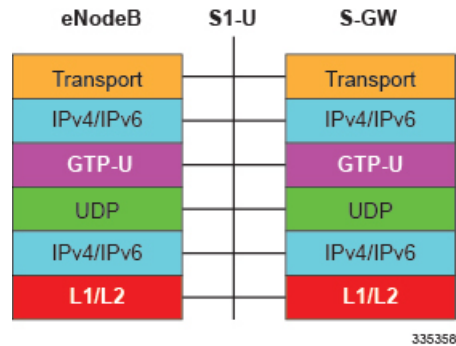 eNodeB S1-U S-GW
Transport Transport
IPv4/IPv6 IPv4/IPv6
GTP-U GTP-U
UDP UDP
IPv4/IPv6 IPv4/IPv6
L1/L2 L1/L2
335358